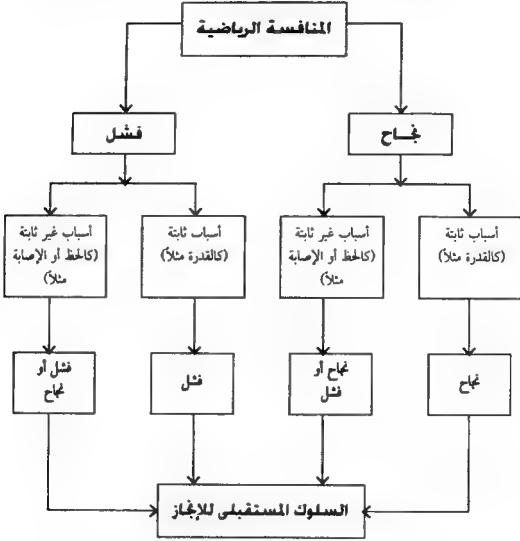 المنافسة الرياضية
نجاح
فشل
أسباب ثابتة
(كالقدرة مثلاً)
أسباب غير ثابتة
(كالحظ أو الإصابة
مثلاً)
أسباب ثابتة
(كالقدرة مثلاً)
أسباب غير ثابتة
(كالحظ أو الإصابة
مثلاً)
نجاح
نجاح أو
فشل
فشل
فشل أو
نجاح
السلوك المستقبلى للإنجاز